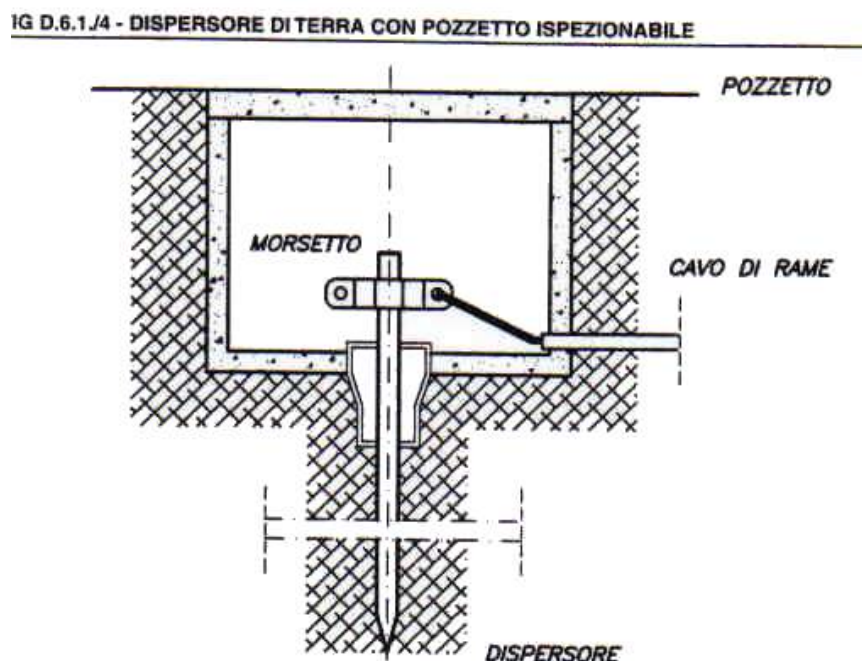 IG D.6.1./4 - DISPERSORE DI TERRA CON POZZETTO ISPEZIONABILE
POZZETTO
MORSETTO
CAVO DI RAME
DISPERSORE